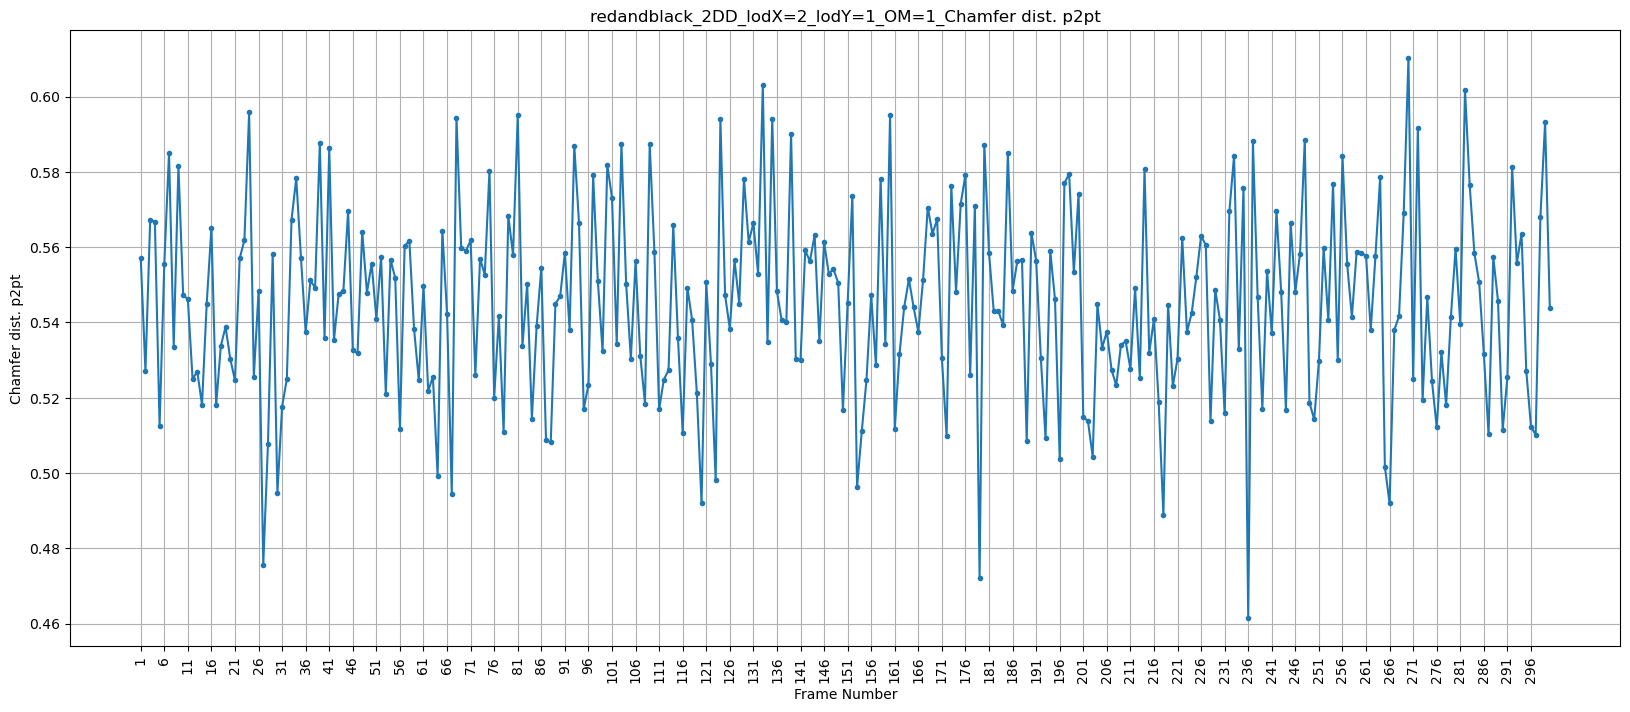 redandblack_2DD_lodX=2_lodY=1_OM=1_Chamfer dist. p2pt
Chamfer dist. p2pt
0.60
0.58
0.56
0.54
0.52
0.50
0.48
0.46
1 6 11 16 21 26 31 36 41 46 51 56 61 66 71 76 81 86 91 96 101 106 111 116 121 126 131 136 141 146 151 156 161 166 171 176 181 186 191 196 201 206 211 216 221 226 231 236 241 246 251 256 261 266 271 276 281 286 291 296
Frame Number